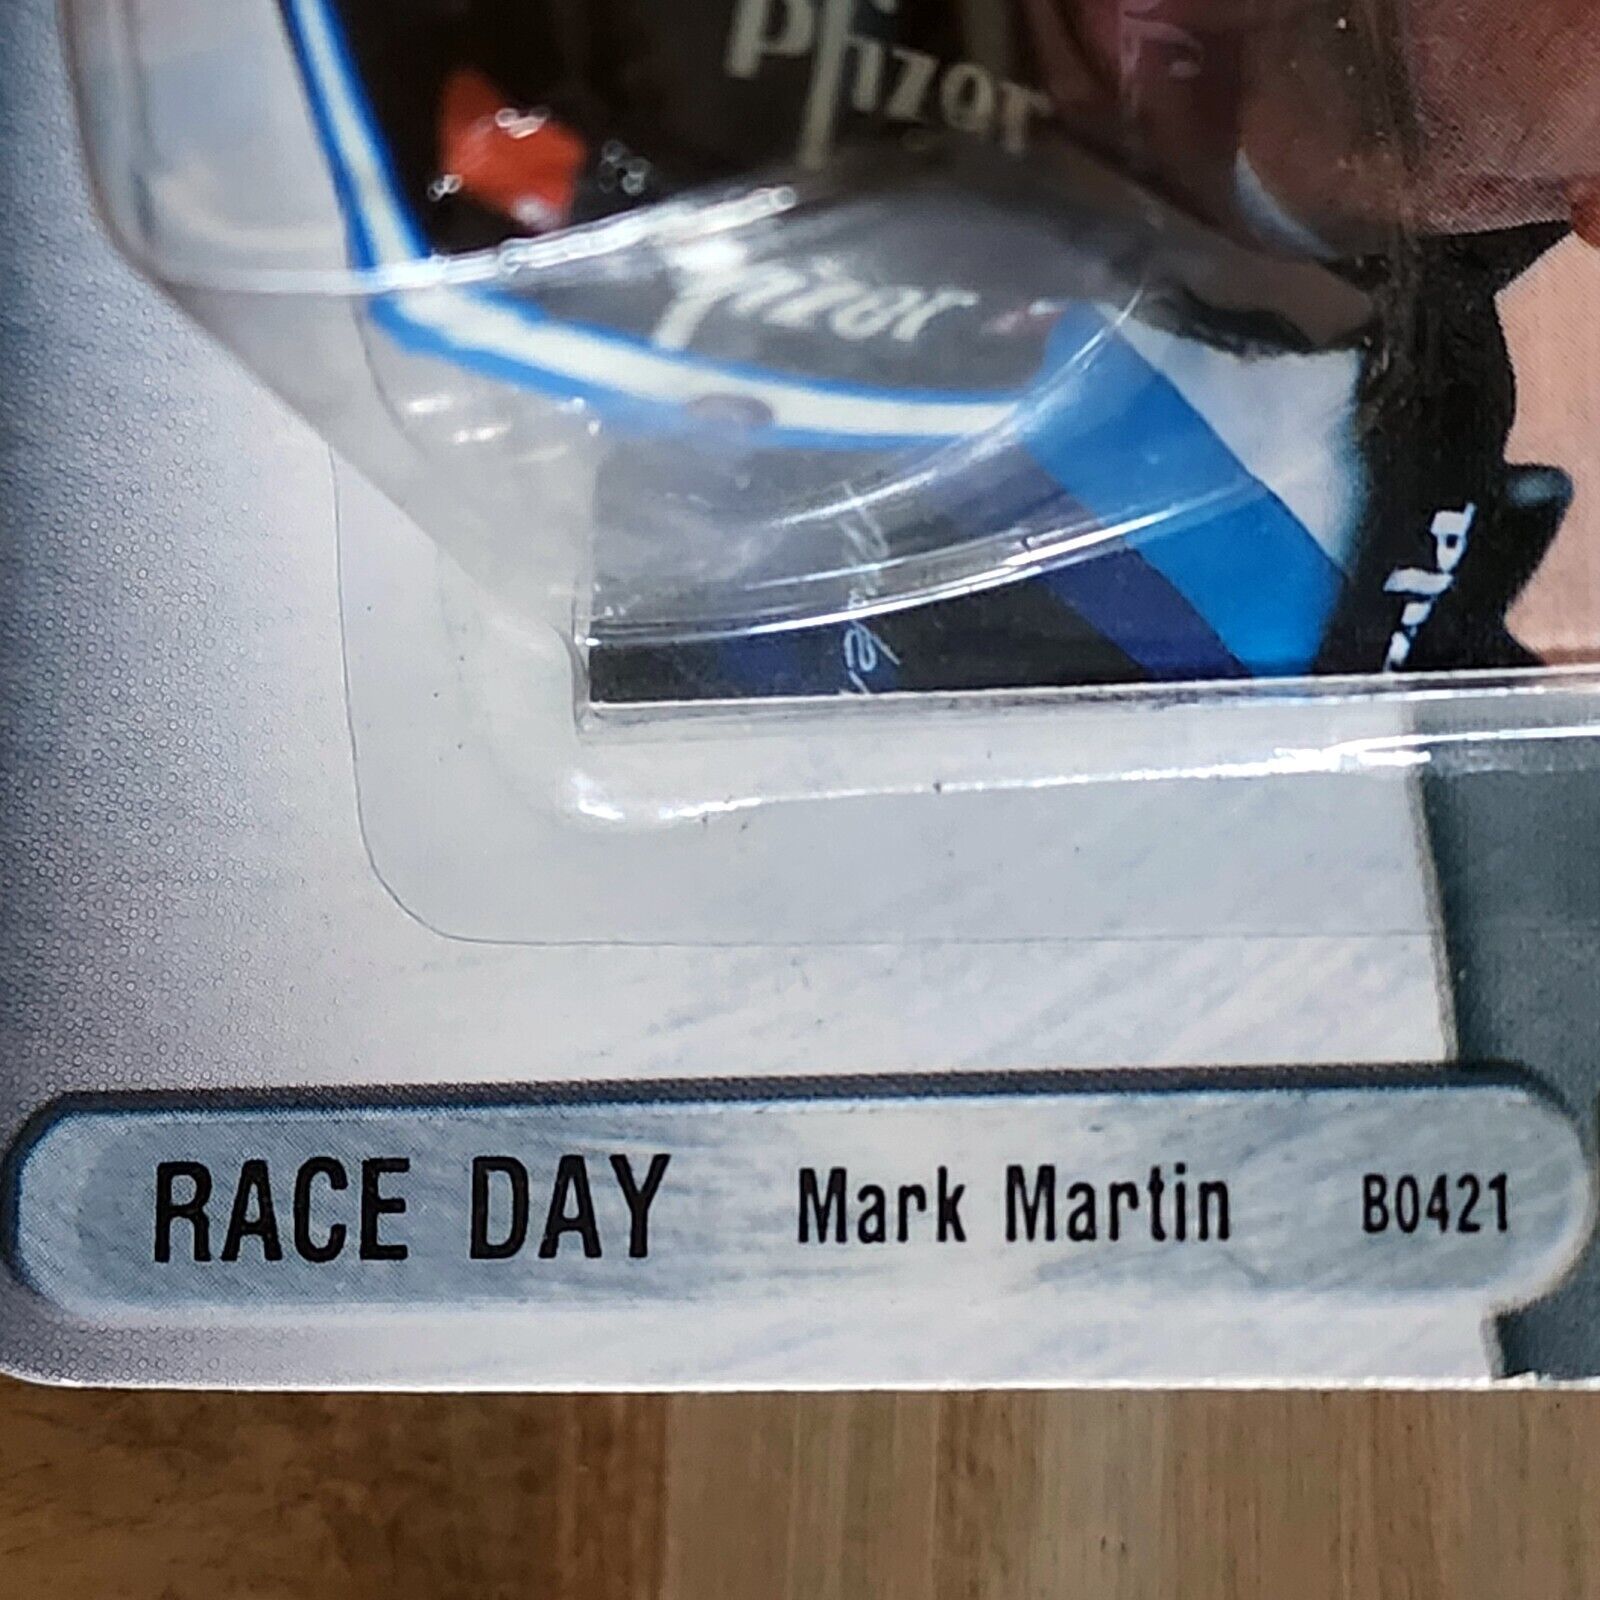 Pfizer
Pfizer
RACE DAY Mark Martin B0421